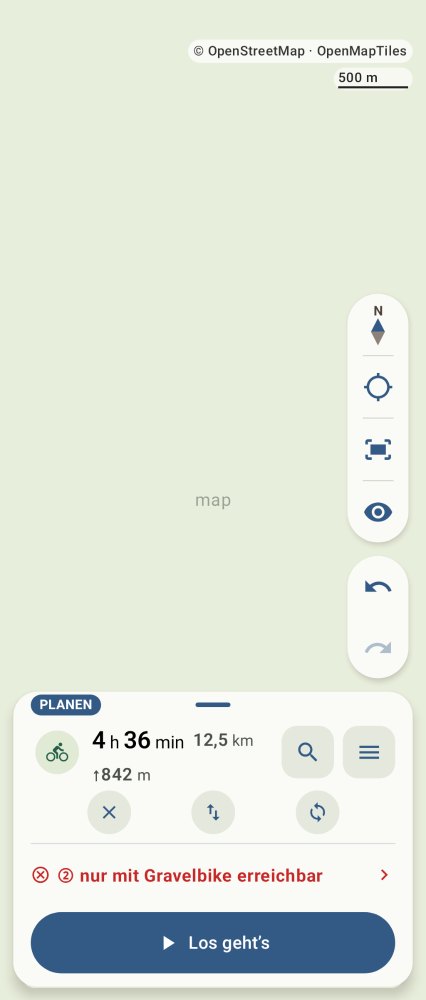 © OpenStreetMap · OpenMapTiles
500 m
N
map
PLANEN
4 h 36 min 12,5 km
↑842 m
② nur mit Gravelbike erreichbar
Los geht's